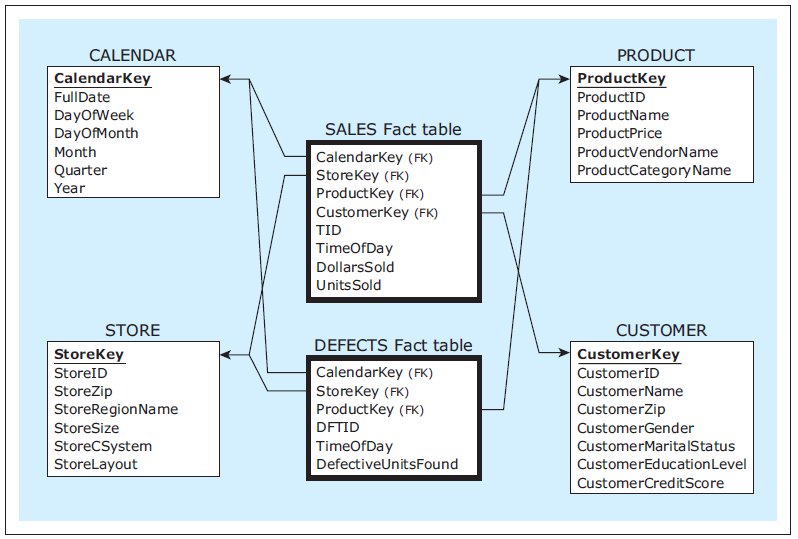 CALENDAR
CalendarKey
FullDate
DayOfWeek
DayOfMonth
Month
Quarter
Year
PRODUCT
ProductKey
ProductID
ProductName
ProductPrice
ProductVendorName
ProductCategoryName
SALES Fact table
CalendarKey (FK)
StoreKey (FK)
ProductKey (FK)
CustomerKey (FK)
TID
TimeOfDay
DollarsSold
UnitsSold
STORE
StoreKey
StoreID
StoreZip
StoreRegionName
StoreSize
StoreCSystem
StoreLayout
DEFECTS Fact table
CalendarKey (FK)
StoreKey (FK)
ProductKey (FK)
DFTID
TimeOfDay
DefectiveUnitsFound
CUSTOMER
CustomerKey
CustomerID
CustomerName
CustomerZip
CustomerGender
CustomerMaritalStatus
CustomerEducationLevel
CustomerCreditScore